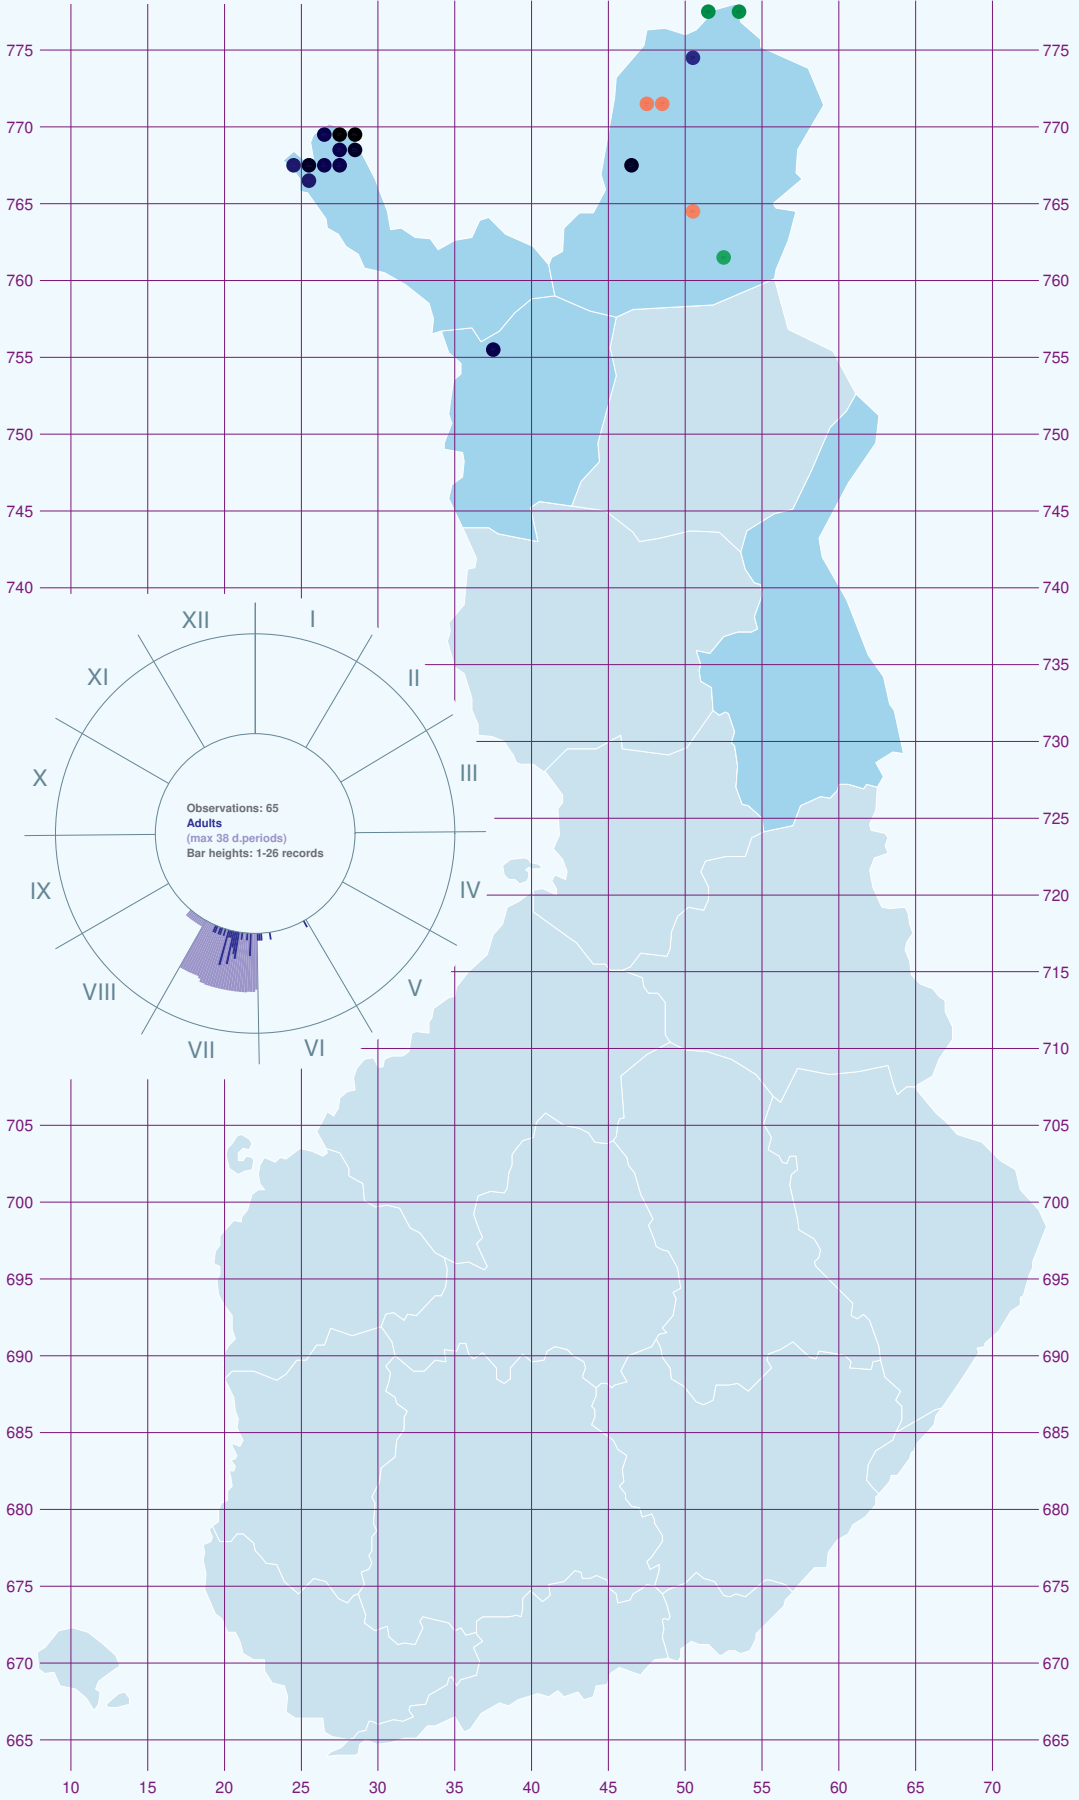 775 775
770 770
765 765
760 760
755 755
750 750
745 745
740 740
XII I
XI II
735 735
730 730
X III
Observations: 65
Adults
(max 38 d.periods)
Bar heights: 1-26 records
725
IX IV
720
VIII V
715
VII VI
710
705 705
700 700
695 695
690 690
685 685
680 680
675 675
670 670
665 665
10 15 20 25 30 35 40 45 50 55 60 65 70